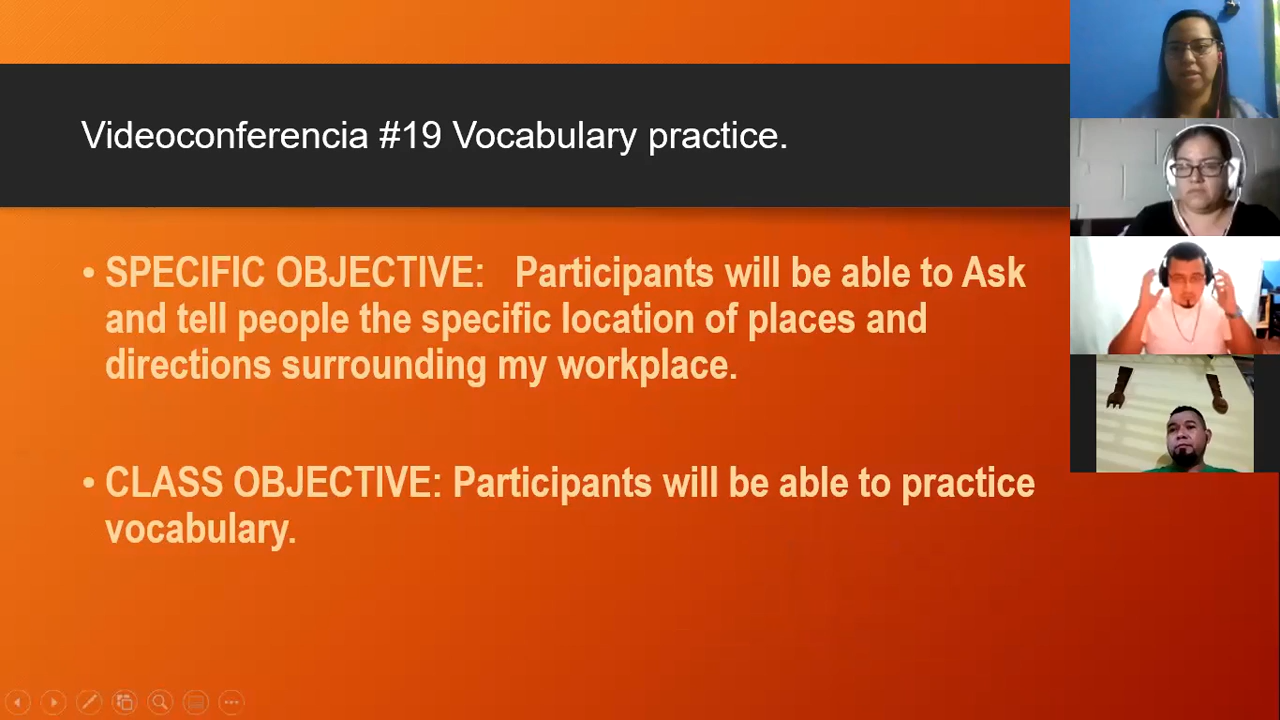 Videoconferencia #19 Vocabulary practice.
• SPECIFIC OBJECTIVE: Participants will be able to Ask
and tell people the specific location of places and
directions surrounding my workplace.
• CLASS OBJECTIVE: Participants will be able to practice
vocabulary.